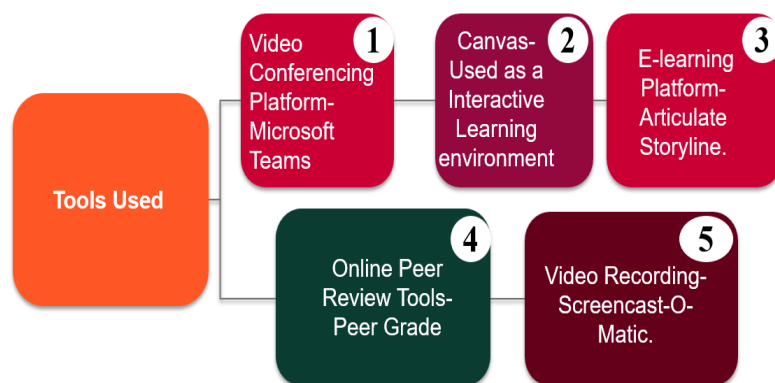 Tools Used
1
Video
Conferencing
Platform-
Microsoft
Teams
2
Canvas-
Used as a
Interactive
Learning
environment
3
E-learning
Platform-
Articulate
Storyline.
4
Online Peer
Review Tools-
Peer Grade
5
Video Recording-
Screencast-O-
Matic.